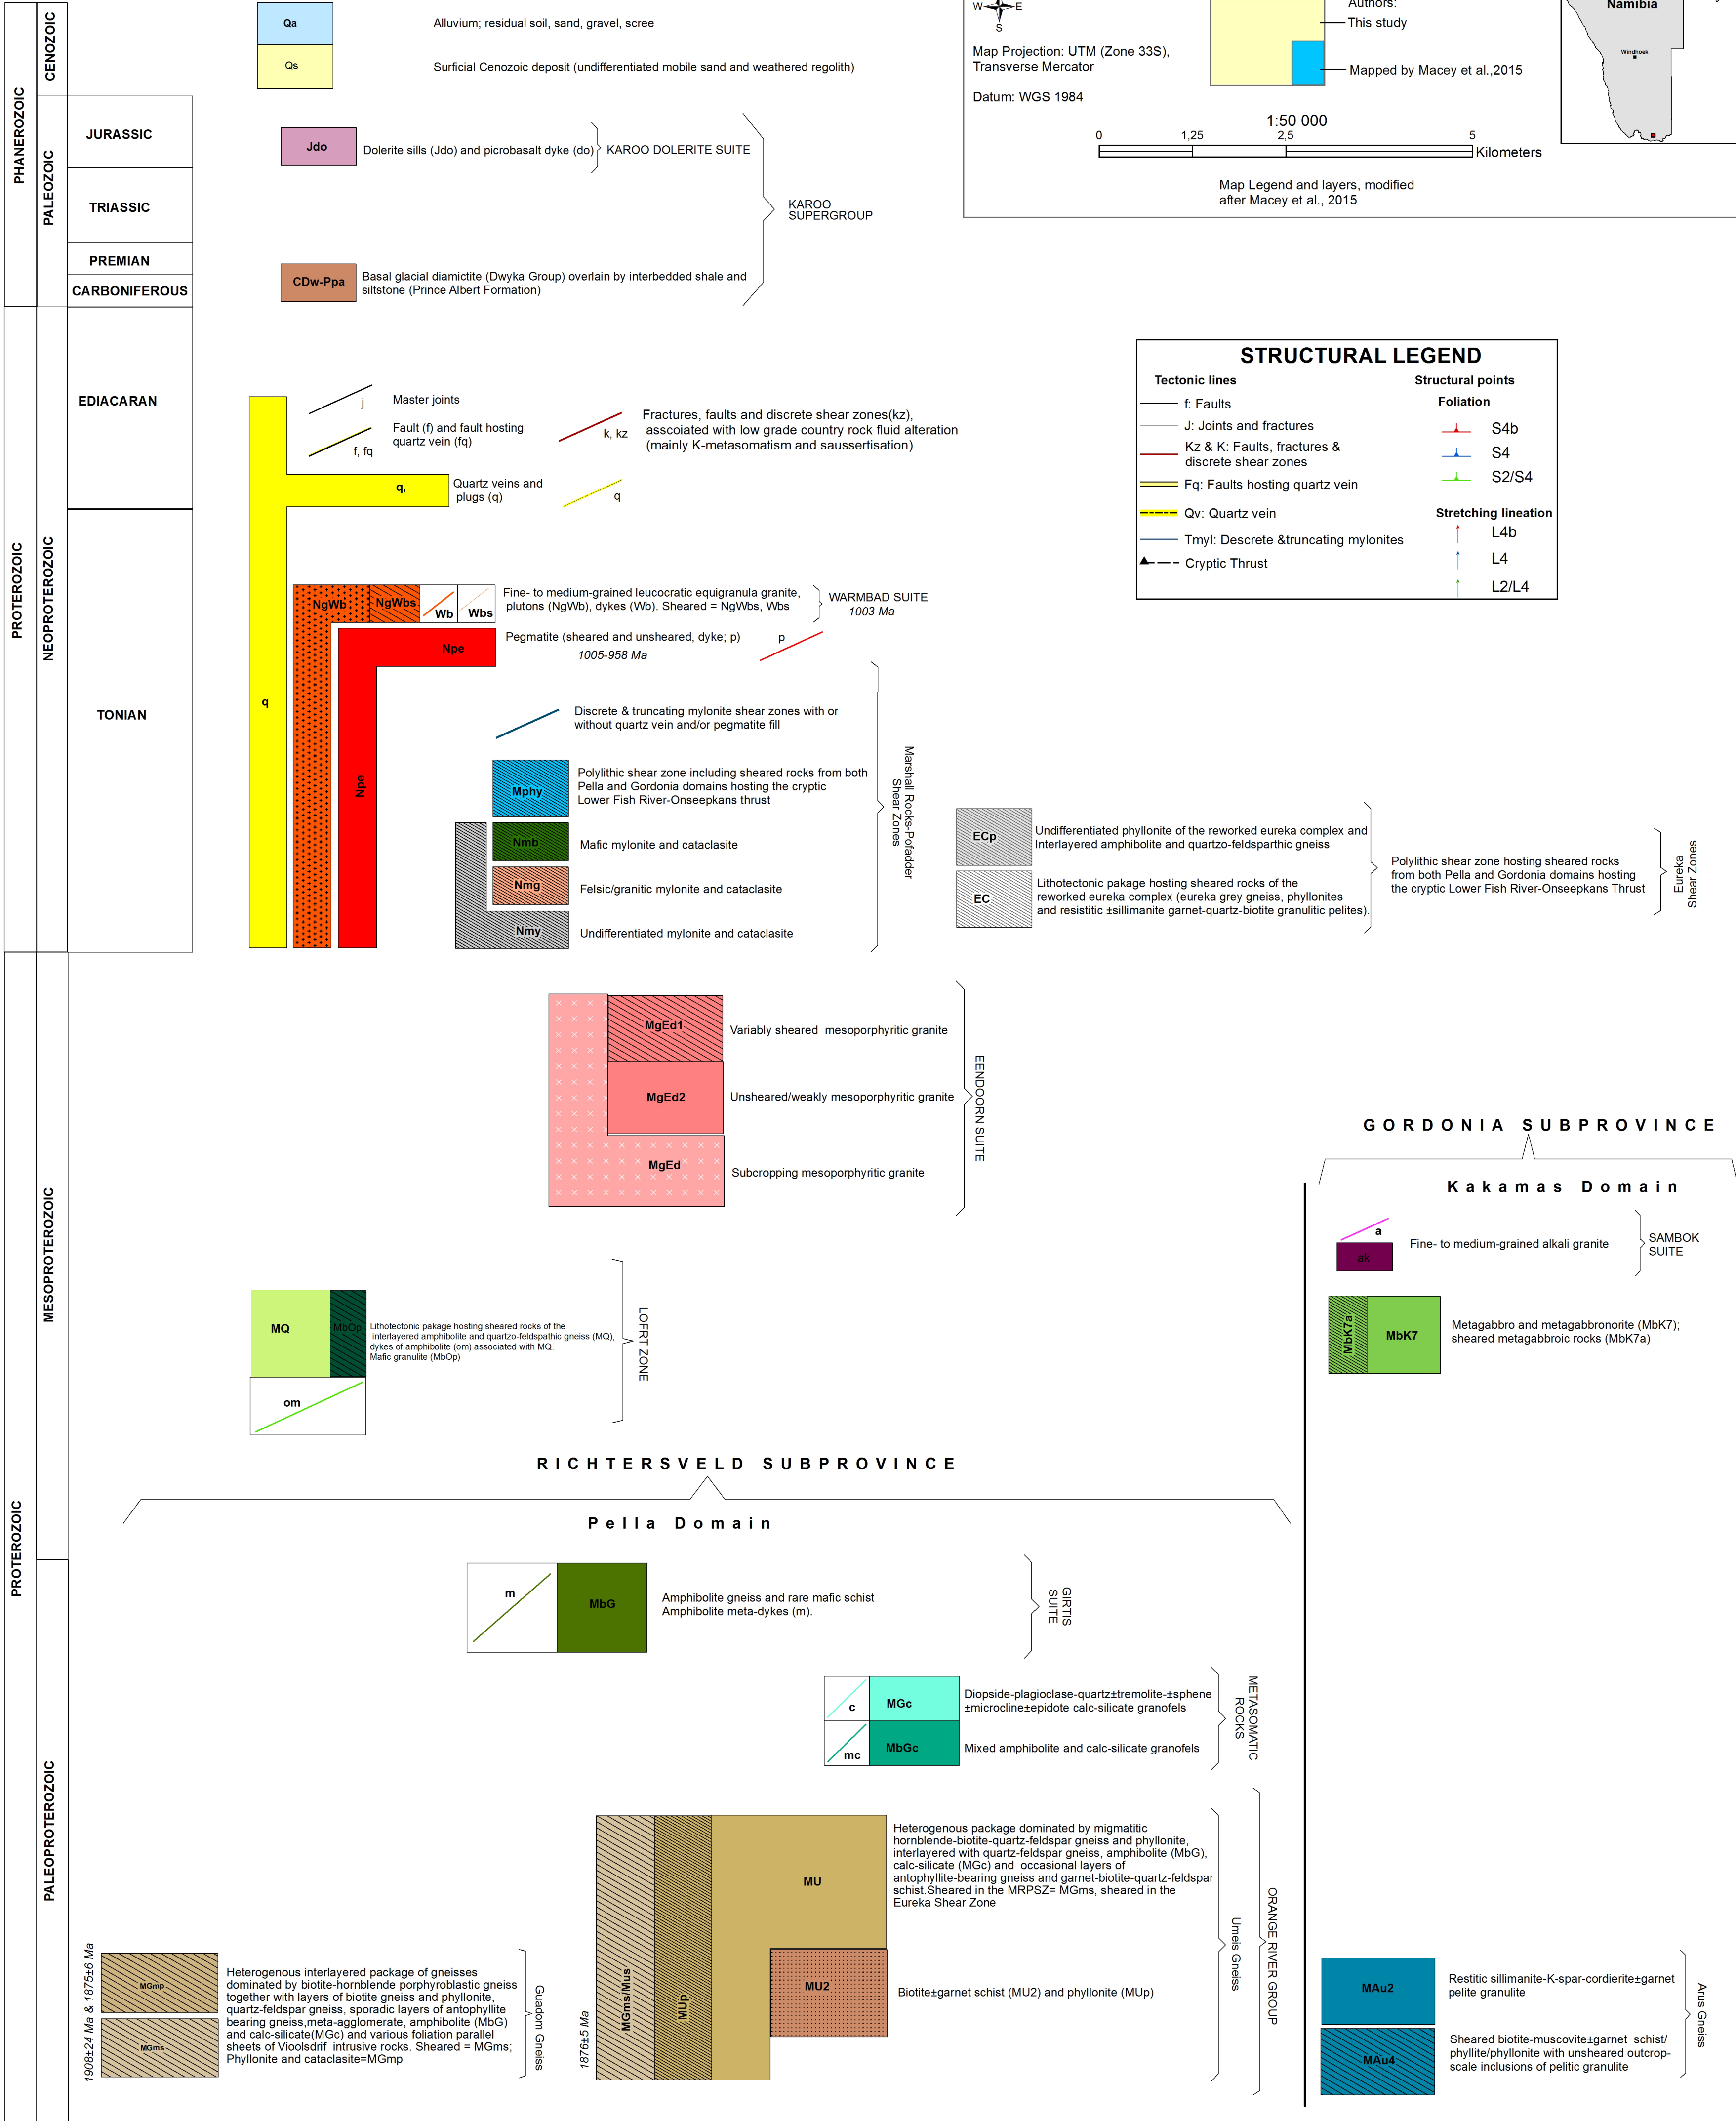 PHANEROZOIC
CENOZOIC
PALEOZOIC
JURASSIC
TRIASSIC
PREMIAN
CARBONIFEROUS
Qa
Alluvium; residual soil, sand, gravel, scree
Qs
Surficial Cenozoic deposit (undifferentiated mobile sand and weathered regolith)
Jdo
Dolerite sills (Jdo) and picrobasalt dyke (do)
KAROO DOLERITE SUITE
KAROO
SUPERGROUP
CDw-Ppa
Basal glacial diamictite (Dwyka Group) overlain by interbedded shale and
siltstone (Prince Albert Formation)
W
E
S
Map Projection: UTM (Zone 33S),
Transverse Mercator
Datum: WGS 1984
Authors:
This study
Mapped by Macey et al.,2015
1:50 000
0
1,25
2,5
5
Kilometers
Map Legend and layers, modified
after Macey et al., 2015
Namibia
Windhoek
STRUCTURAL LEGEND
Tectonic lines
f: Faults
J: Joints and fractures
Kz & K: Faults, fractures &
discrete shear zones
Fq: Faults hosting quartz vein
Qv: Quartz vein
Tmyl: Descrete &truncating mylonites
Cryptic Thrust
Structural points
Foliation
S4b
S4
S2/S4
Stretching lineation
L4b
L4
L2/L4
PROTEROZOIC
NEOPROTEROZOIC
EDIACARAN
TONIAN
j
Master joints
f, fq
Fault (f) and fault hosting
quartz vein (fq)
k, kz
Fractures, faults and discrete shear zones(kz),
asscoiated with low grade country rock fluid alteration
(mainly K-metasomatism and saussertisation)
q,
Quartz veins and
plugs (q)
q
q
NgWb
NgWbs
Wb
Wbs
Fine- to medium-grained leucocratic equigranula granite,
plutons (NgWb), dykes (Wb). Sheared = NgWbs, Wbs
WARMBAD SUITE
1003 Ma
Npe
Pegmatite (sheared and unsheared, dyke; p)
1005-958 Ma
p
Npe
Discrete & truncating mylonite shear zones with or
without quartz vein and/or pegmatite fill
Mphy
Polylithic shear zone including sheared rocks from both
Pella and Gordonia domains hosting the cryptic
Lower Fish River-Onseepkans thrust
Nmb
Mafic mylonite and cataclasite
Nmg
Felsic/granitic mylonite and cataclasite
Nmy
Undifferentiated mylonite and cataclasite
Marshall Rocks-Pofadder
Shear Zones
ECp
Undifferentiated phyllonite of the reworked eureka complex and
Interlayered amphibolite and quartzo-feldsparthic gneiss
EC
Lithotectonic pakage hosting sheared rocks of the
reworked eureka complex (eureka grey gneiss, phyllonites
and resistitic ±sillimanite garnet-quartz-biotite granulitic pelites).
Polylithic shear zone hosting sheared rocks
from both Pella and Gordonia domains hosting
the cryptic Lower Fish River-Onseepkans Thrust
Eureka
Shear Zones
PROTEROZOIC
MESOPROTEROZOIC
PALEOPROTEROZOIC
MgEd1
Variably sheared mesoporphyritic granite
MgEd2
Unsheared/weakly mesoporphyritic granite
MgEd
Subcropping mesoporphyritic granite
EENDOORN SUITE
GORDONIA SUBPROVINCE
Kakamas Domain
a
ak
Fine- to medium-grained alkali granite
SAMBOK
SUITE
MbK7a
MbK7
Metagabbro and metagabbronorite (MbK7);
sheared metagabbroic rocks (MbK7a)
MQ
MbOp
om
Lithotectonic pakage hosting sheared rocks of the
interlayered amphibolite and quartzo-feldspathic gneiss (MQ),
dykes of amphibolite (om) associated with MQ.
Mafic granulite (MbOp)
LOFRT ZONE
RICHTERSVELD SUBPROVINCE
Pella Domain
m
MbG
Amphibolite gneiss and rare mafic schist
Amphibolite meta-dykes (m).
GIRTIS
SUITE
c
MGc
Diopside-plagioclase-quartz±tremolite-±sphene
±microcline±epidote calc-silicate granofels
mc
MbGc
Mixed amphibolite and calc-silicate granofels
METASOMATIC
ROCKS
MGms/Mus
MUp
MU
Heterogenous package dominated by migmatitic
hornblende-biotite-quartz-feldspar gneiss and phyllonite,
interlayered with quartz-feldspar gneiss, amphibolite (MbG),
calc-silicate (MGc) and occasional layers of
antophyllite-bearing gneiss and garnet-biotite-quartz-feldspar
schist.Sheared in the MRPSZ= MGms, sheared in the
Eureka Shear Zone
MU2
Biotite±garnet schist (MU2) and phyllonite (MUp)
1876±5 Ma
Umeis Gneiss
ORANGE RIVER GROUP
1908±24 Ma & 1875±6 Ma
MGmp
MGms
Heterogenous interlayered package of gneisses
dominated by biotite-hornblende porphyroblastic gneiss
together with layers of biotite gneiss and phyllonite,
quartz-feldspar gneiss, sporadic layers of antophyllite
bearing gneiss,meta-agglomerate, amphibolite (MbG)
and calc-silicate(MGc) and various foliation parallel
sheets of Vioolsdrif intrusive rocks. Sheared = MGms;
Phyllonite and cataclasite=MGmp
Guadom Gneiss
MAu2
Restitic sillimanite-K-spar-cordierite±garnet
pelite granulite
MAu4
Sheared biotite-muscovite±garnet schist/
phyllite/phyllonite with unsheared outcrop-
scale inclusions of pelitic granulite
Arus Gneiss